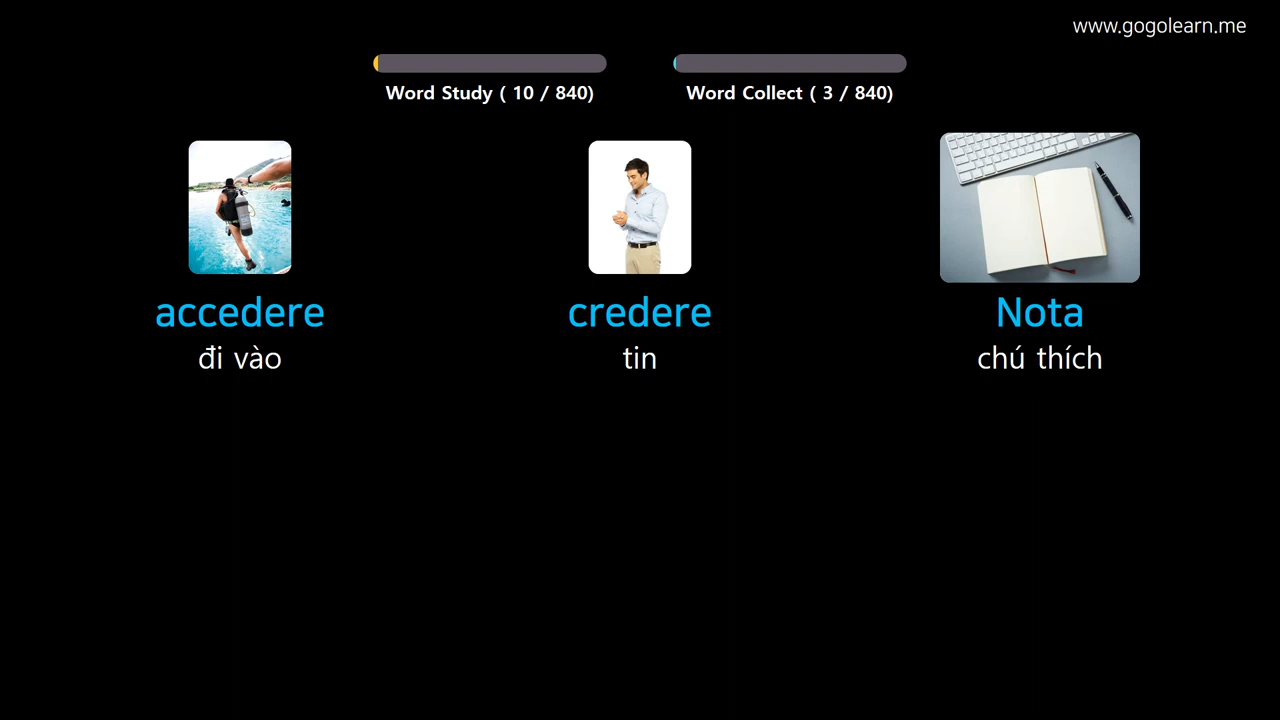 www.gogolearn.me
Word Study ( 10 / 840)
Word Collect ( 3 / 840)
accedere
đi vào
credere
tin
Nota
chú thích